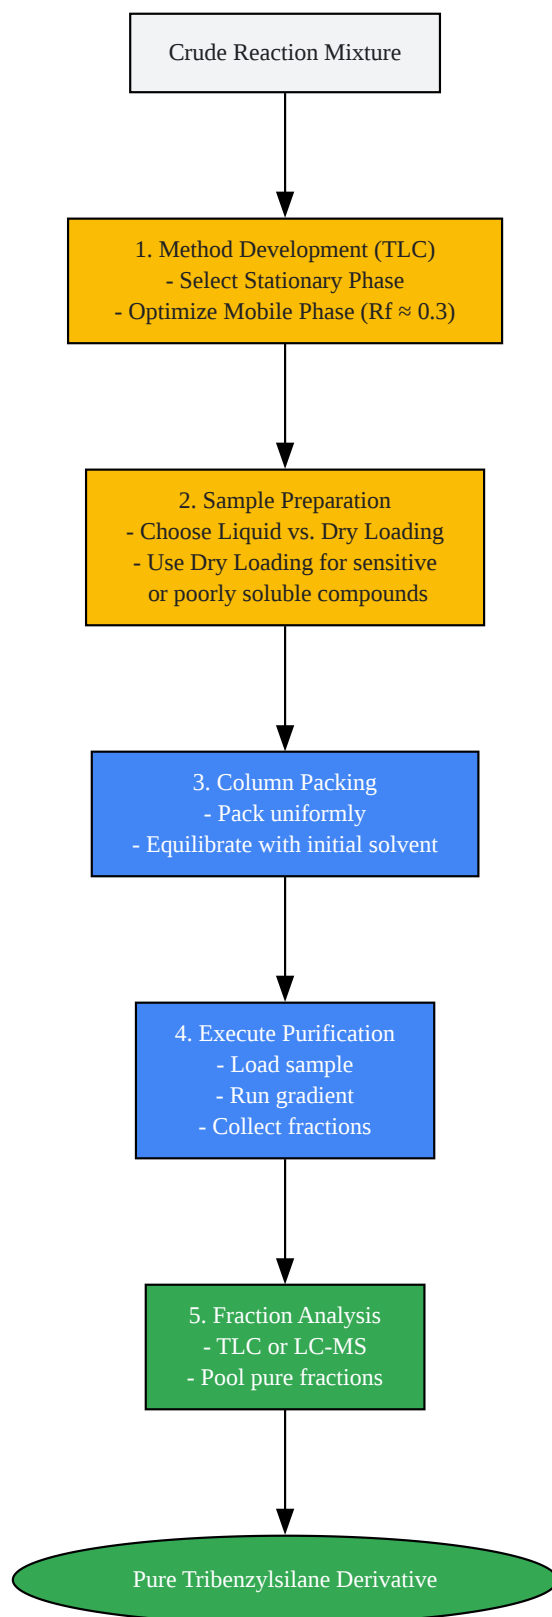 Crude Reaction Mixture
1. Method Development (TLC)
- Select Stationary Phase
- Optimize Mobile Phase (Rf ≈ 0.3)
2. Sample Preparation
- Choose Liquid vs. Dry Loading
- Use Dry Loading for sensitive
or poorly soluble compounds
3. Column Packing
- Pack uniformly
- Equilibrate with initial solvent
4. Execute Purification
- Load sample
- Run gradient
- Collect fractions
5. Fraction Analysis
- TLC or LC-MS
- Pool pure fractions
Pure Tribenzylsilane Derivative